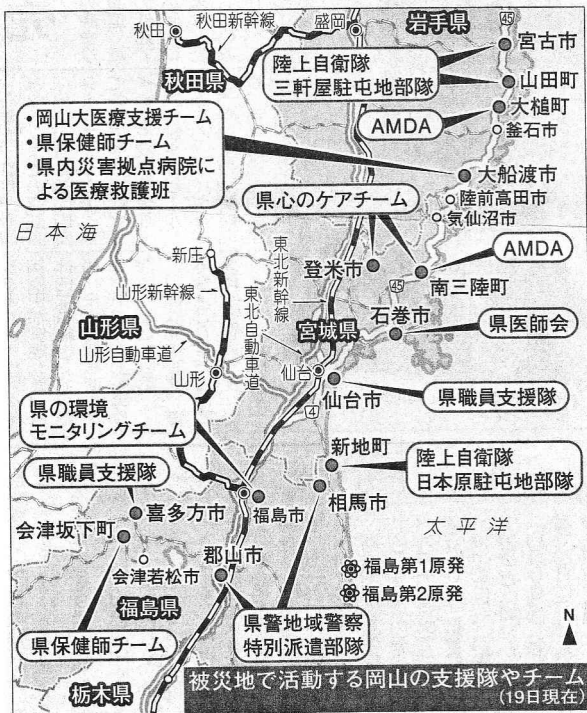 秋田
秋田新幹線
盛岡
岩手県
45
宮古市
秋田県
陸上自衛隊
三軒屋駐屯地部隊
山田町
大槌町
AMDA
釜石市
・岡山大医療支援チーム
・県保健師チーム
・県内災害拠点病院に
よる医療救護班
大船渡市
陸前高田市
気仙沼市
県心のケアチーム
日本海
新庄
東北新幹線
登米市
AMDA
南三陸町
山形新幹線
東北自動車道
45
山形県
宮城県
石巻市
県医師会
山形自動車道
山形
仙台
仙台市
県職員支援隊
4
県の環境
モニタリングチーム
新地町
陸上自衛隊
日本原駐屯地部隊
県職員支援隊
喜多方市
福島市
相馬市
会津坂下町
太平洋
郡山市
会津若松市
福島第1原発
福島第2原発
福島県
県保健師チーム
県警地域警察
特別派遣部隊
N
栃木県
被災地で活動する岡山の支援隊やチーム
(19日現在)